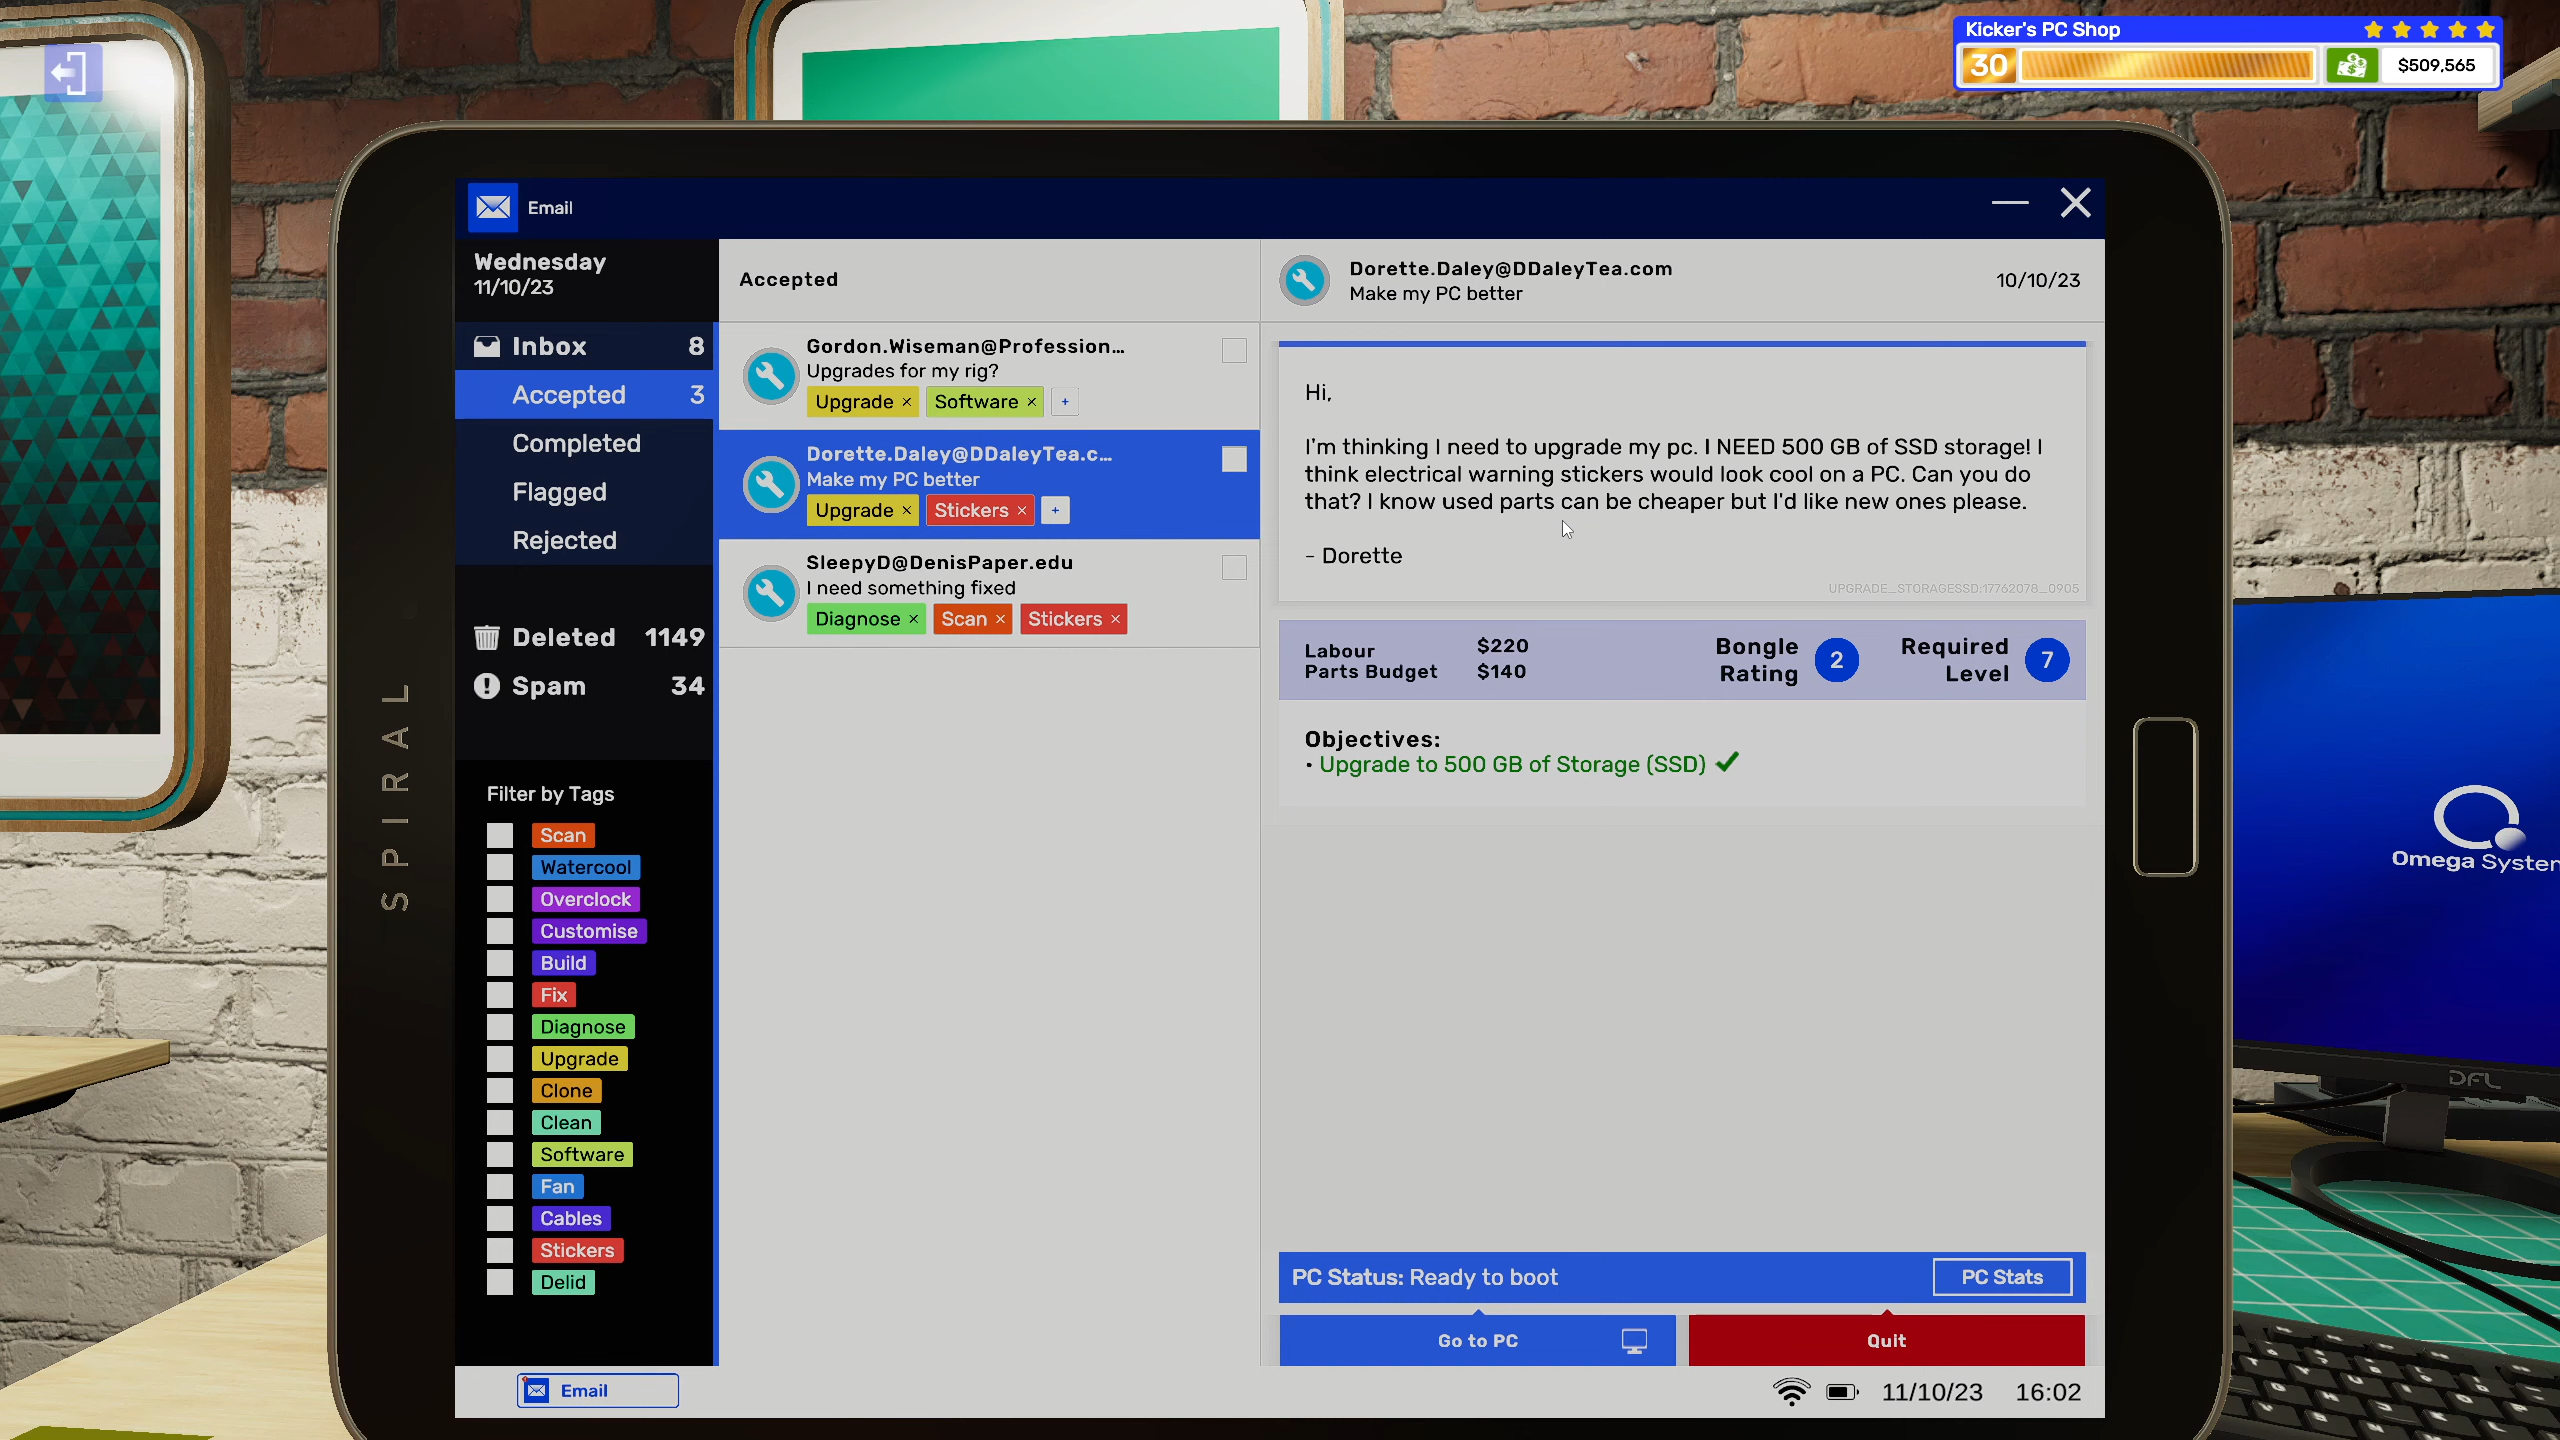 Kicker's PC Shop
30
$509,565
Email
Wednesday
11/10/23
Inbox 8
Accepted 3
Completed
Flagged
Rejected
Deleted 1149
Spam 34
Filter by Tags
Scan
Watercool
Overclock
Customise
Build
Fix
Diagnose
Upgrade
Clone
Clean
Software
Fan
Cables
Stickers
Delid
Accepted
Gordon.Wiseman@Profession...
Upgrades for my rig?
Upgrade × Software × +
Dorette.Daley@DDaleyTea.c...
Make my PC better
Upgrade × Stickers × +
SleepyD@DenisPaper.edu
I need something fixed
Diagnose × Scan × Stickers ×
Dorette.Daley@DDaleyTea.com
Make my PC better
10/10/23
Hi,
I'm thinking I need to upgrade my pc. I NEED 500 GB of SSD storage! I
think electrical warning stickers would look cool on a PC. Can you do
that? I know used parts can be cheaper but I'd like new ones please.
- Dorette
UPGRADE_STORAGESSD:17762078_0905
Labour $220
Parts Budget $140
Bongle
Rating 2
Required
Level 7
Objectives:
• Upgrade to 500 GB of Storage (SSD)
PC Status: Ready to boot
PC Stats
Go to PC
Quit
Email
11/10/23 16:02
SPIRAL
Omega System
DFL